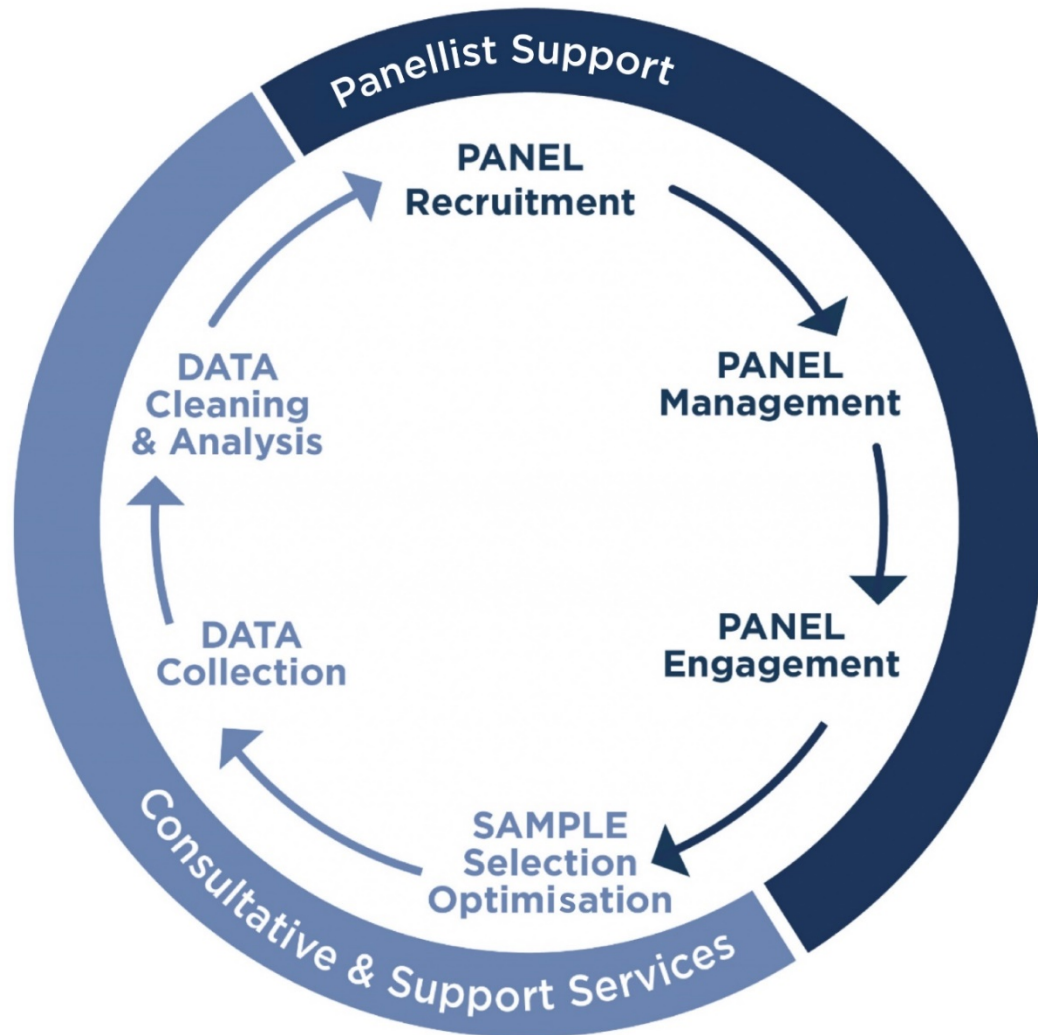 Panellist Support
PANEL
Recruitment
PANEL
Management
PANEL
Engagement
SAMPLE
Selection
Optimisation
DATA
Collection
DATA
Cleaning
& Analysis
Consultative & Support Services